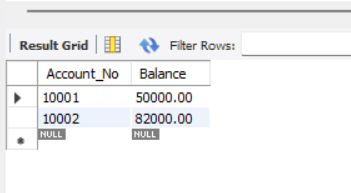 Result Grid Filter Rows:
Account_No Balance
10001 50000.00
10002 82000.00
NULL NULL